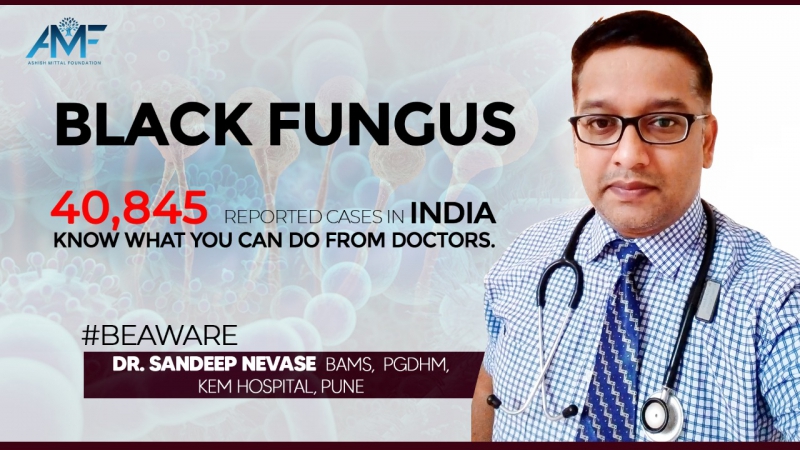 AMF
ASHISH MITTAL FOUNDATION
BLACK FUNGUS
40,845 REPORTED CASES IN INDIA
KNOW WHAT YOU CAN DO FROM DOCTORS.
#BEAWARE
DR. SANDEEP NEVASE BAMS, PGDHM,
KEM HOSPITAL, PUNE